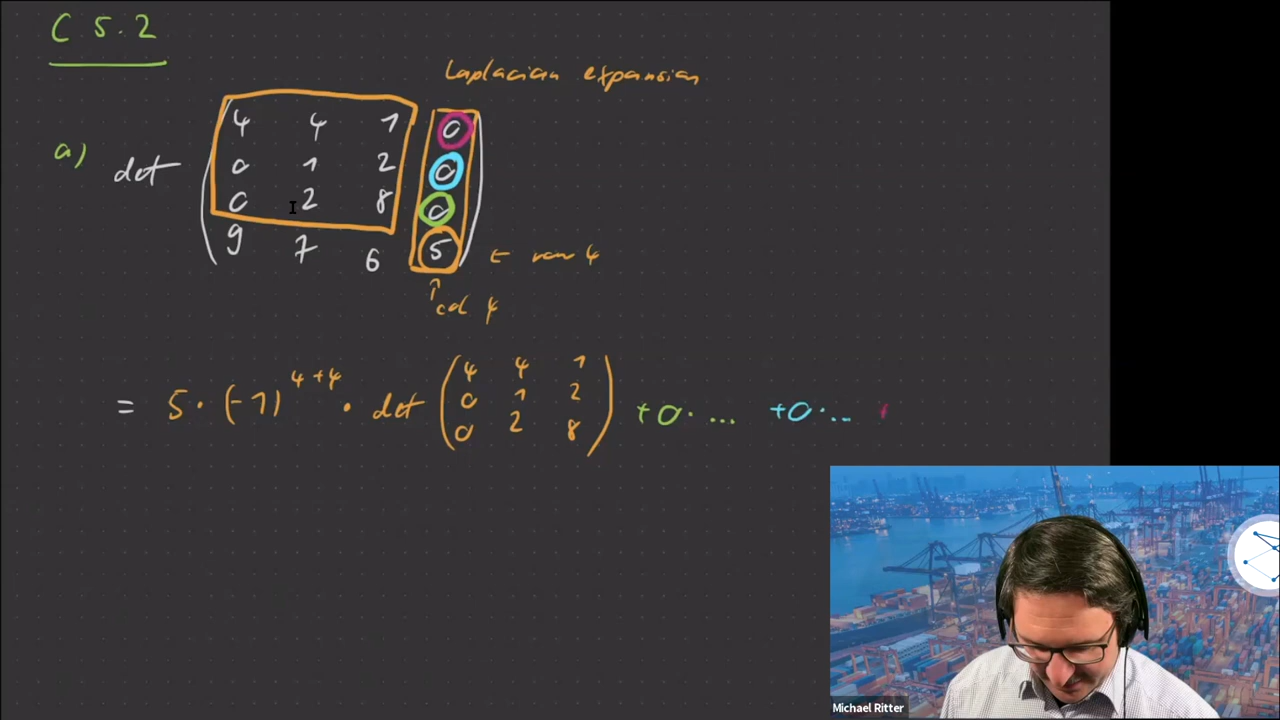 C 5.2
Laplacian expansion
a) det
4 4 1 0
0 1 2 0
0 2 8 0
9 7 6 5 ← row 4
↑
col 4
= 5 · (-1)^{4+4} · det
4 4 1
0 1 2
0 2 8
+0· ... +0· ... +
Michael Ritter